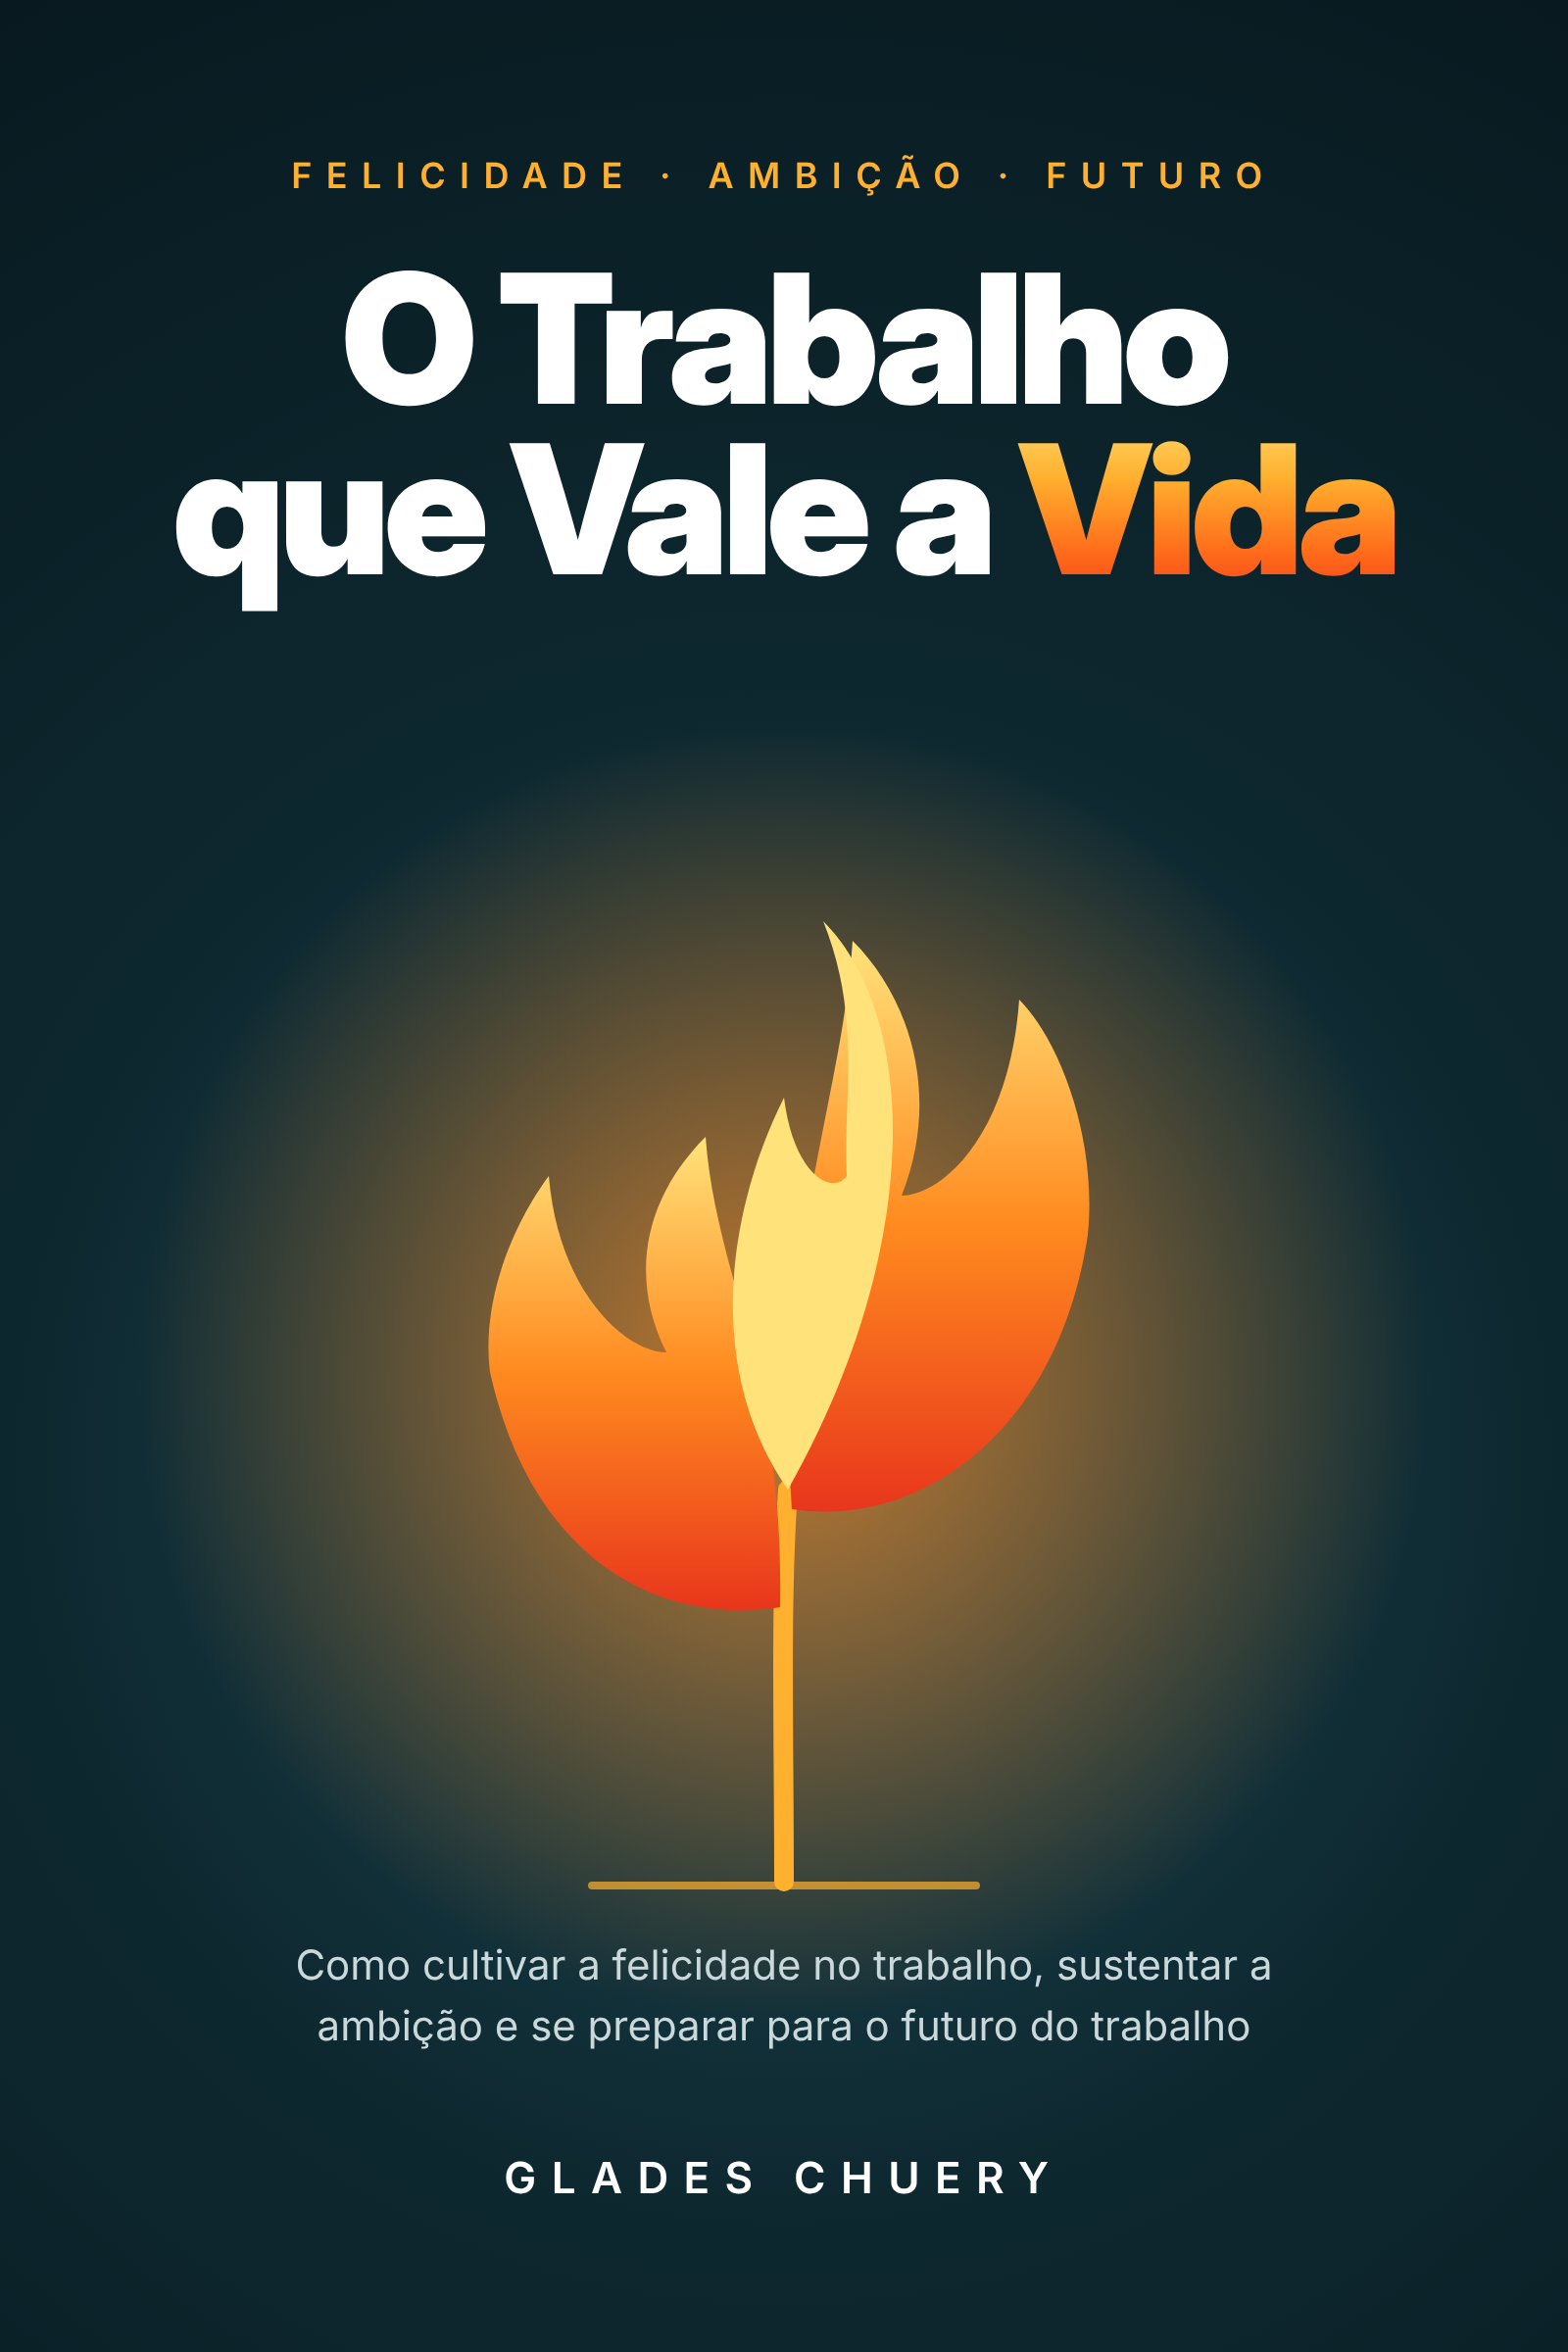 FELICIDADE · AMBIÇÃO · FUTURO
O Trabalho
que Vale a Vida
Como cultivar a felicidade no trabalho, sustentar a
ambição e se preparar para o futuro do trabalho
GLADES CHUERY